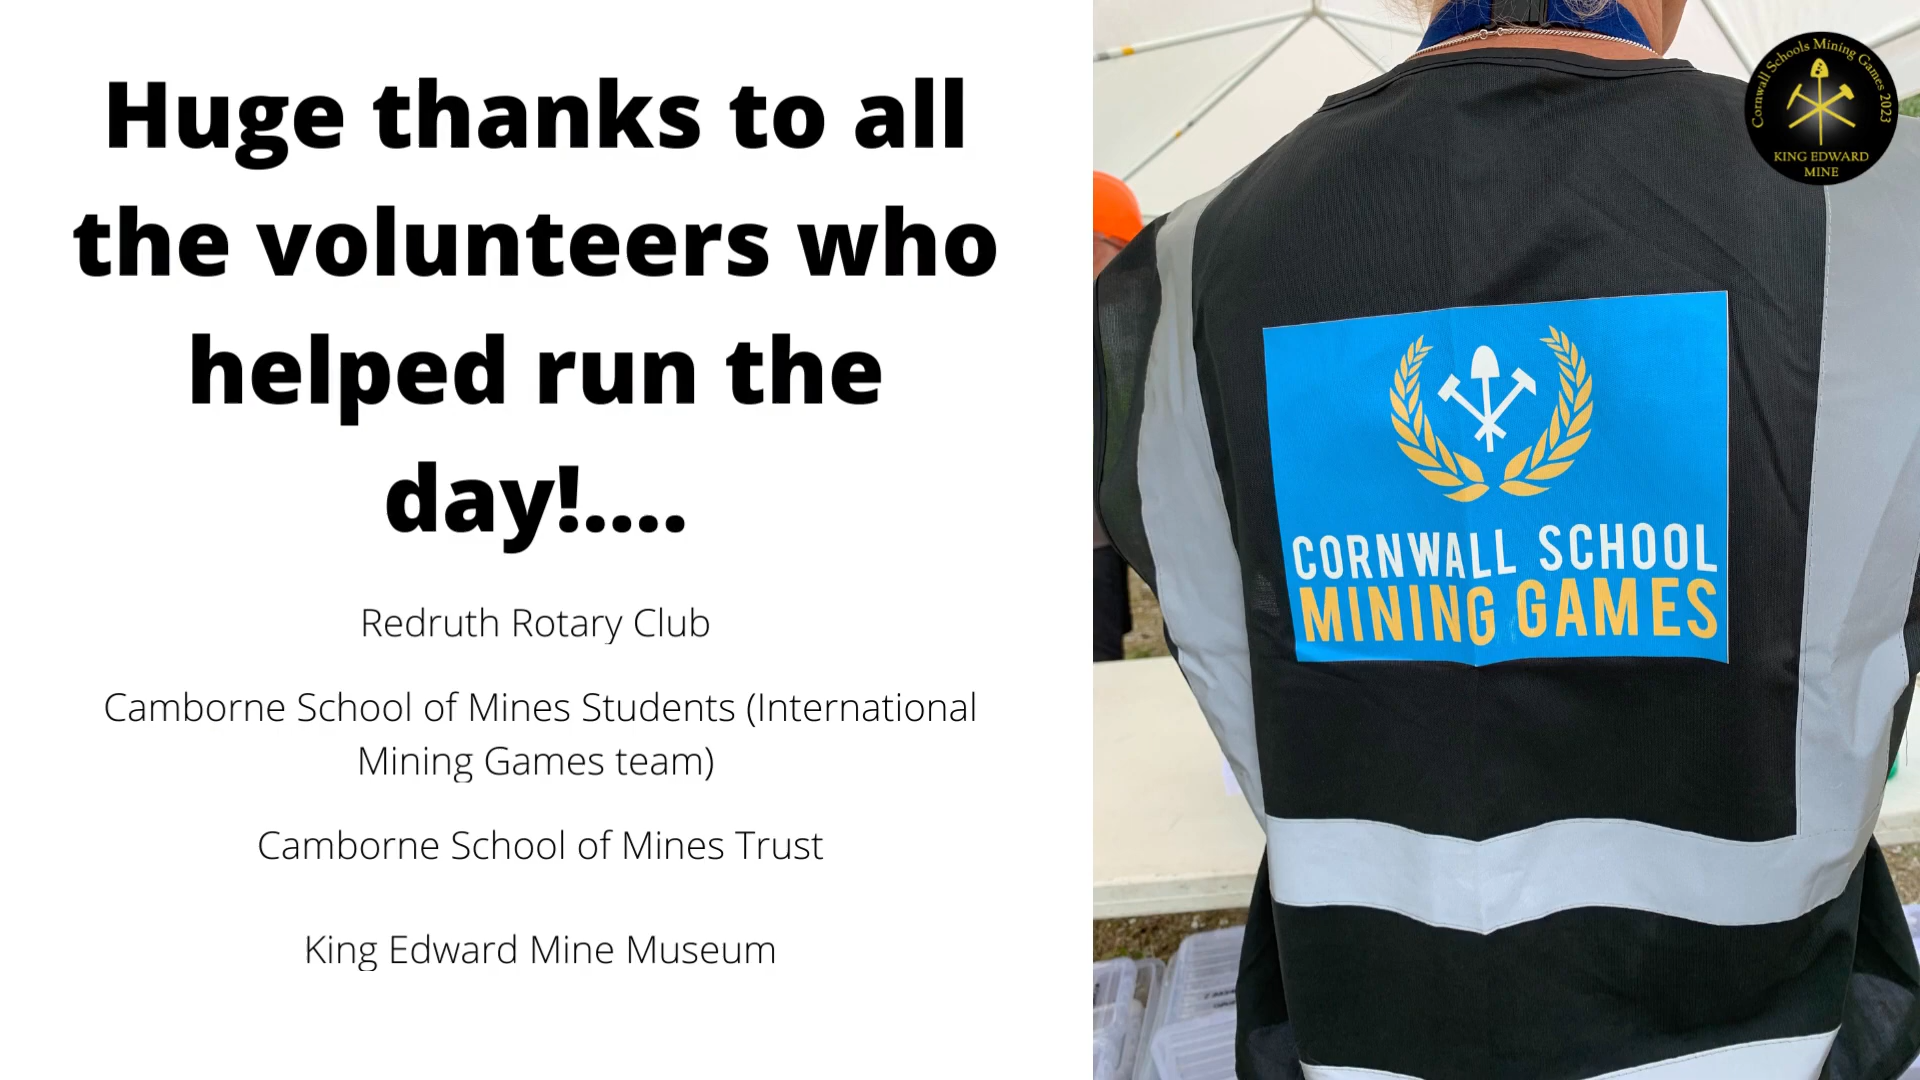 Huge thanks to all
the volunteers who
helped run the
day!....
Redruth Rotary Club
Camborne School of Mines Students (International
Mining Games team)
Camborne School of Mines Trust
King Edward Mine Museum
Cornwall Schools Mining Games 2023
KING EDWARD
MINE
CORNWALL SCHOOL
MINING GAMES